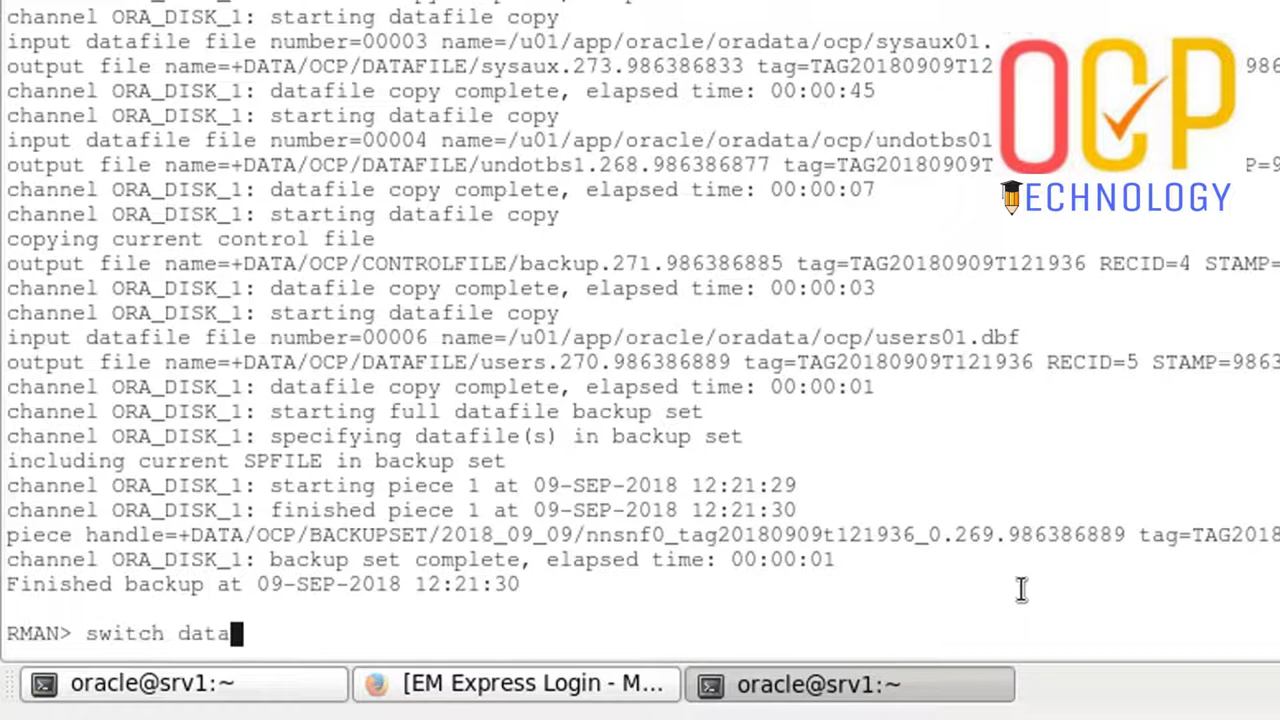 channel ORA_DISK_1: starting datafile copy
input datafile file number=00003 name=/u01/app/oracle/oradata/ocp/sysaux01.
output file name=+DATA/OCP/DATAFILE/sysaux.273.986386833 tag=TAG20180909T12 986
channel ORA_DISK_1: datafile copy complete, elapsed time: 00:00:45
channel ORA_DISK_1: starting datafile copy
input datafile file number=00004 name=/u01/app/oracle/oradata/ocp/undotbs01
output file name=+DATA/OCP/DATAFILE/undotbs1.268.986386877 tag=TAG20180909T P=9
channel ORA_DISK_1: datafile copy complete, elapsed time: 00:00:07
channel ORA_DISK_1: starting datafile copy
copying current control file
output file name=+DATA/OCP/CONTROLFILE/backup.271.986386885 tag=TAG20180909T121936 RECID=4 STAMP=
channel ORA_DISK_1: datafile copy complete, elapsed time: 00:00:03
channel ORA_DISK_1: starting datafile copy
input datafile file number=00006 name=/u01/app/oracle/oradata/ocp/users01.dbf
output file name=+DATA/OCP/DATAFILE/users.270.986386889 tag=TAG20180909T121936 RECID=5 STAMP=9863
channel ORA_DISK_1: datafile copy complete, elapsed time: 00:00:01
channel ORA_DISK_1: starting full datafile backup set
channel ORA_DISK_1: specifying datafile(s) in backup set
including current SPFILE in backup set
channel ORA_DISK_1: starting piece 1 at 09-SEP-2018 12:21:29
channel ORA_DISK_1: finished piece 1 at 09-SEP-2018 12:21:30
piece handle=+DATA/OCP/BACKUPSET/2018_09_09/nnsnf0_tag20180909t121936_0.269.986386889 tag=TAG2018
channel ORA_DISK_1: backup set complete, elapsed time: 00:00:01
Finished backup at 09-SEP-2018 12:21:30
RMAN> switch data
OCP
TECHNOLOGY
oracle@srv1:~
[EM Express Login - M...
oracle@srv1:~